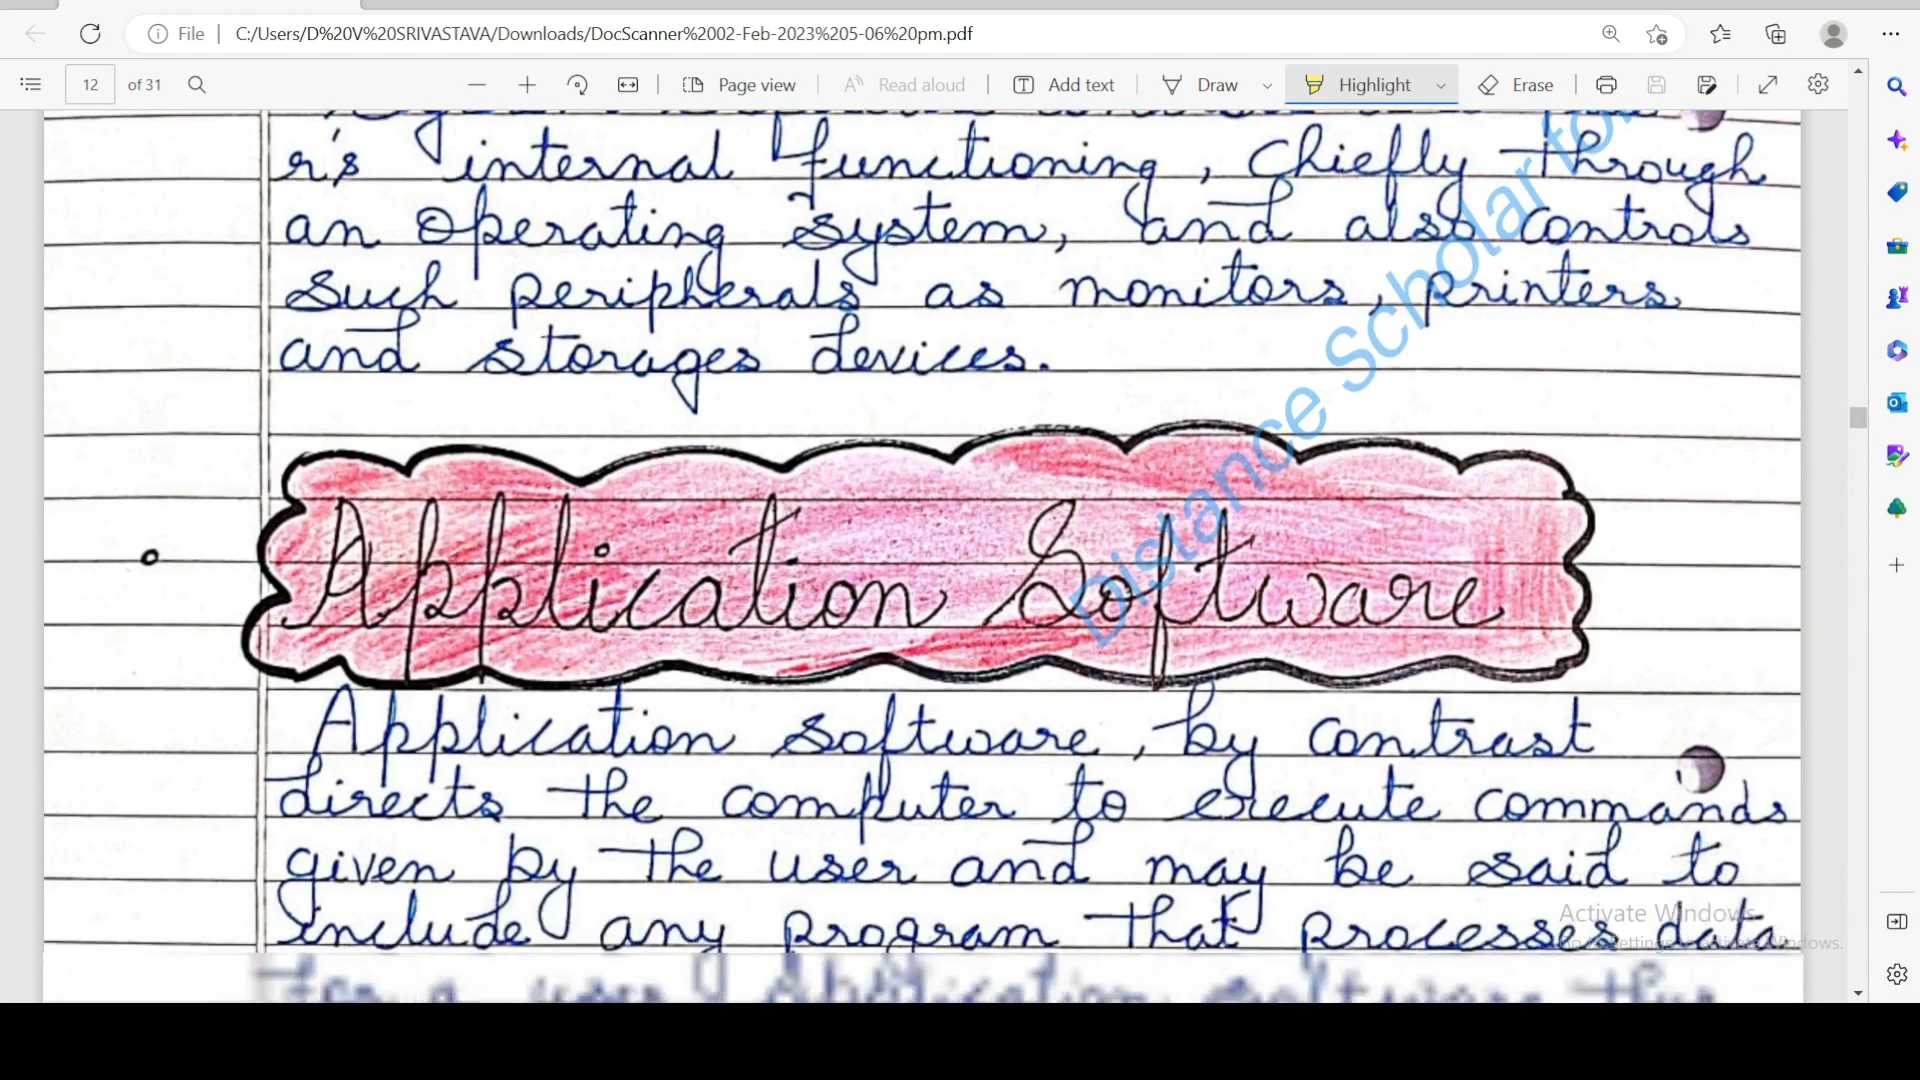 File
C:/Users/D%20V%20SRIVASTAVA/Downloads/DocScanner%2002-Feb-2023%205-06%20pm.pdf
12 of 31
Page view
Read aloud
Add text
Draw
Highlight
Erase
r's internal functioning, chiefly through
an operating system, and also controls
such peripherals as monitors, printers,
and storages devices.
Application Software
Application software, by contrast
directs the computer to execute commands
given by the user and may be said to
include any program that processes data
Distance Scholar for
Activate Windows